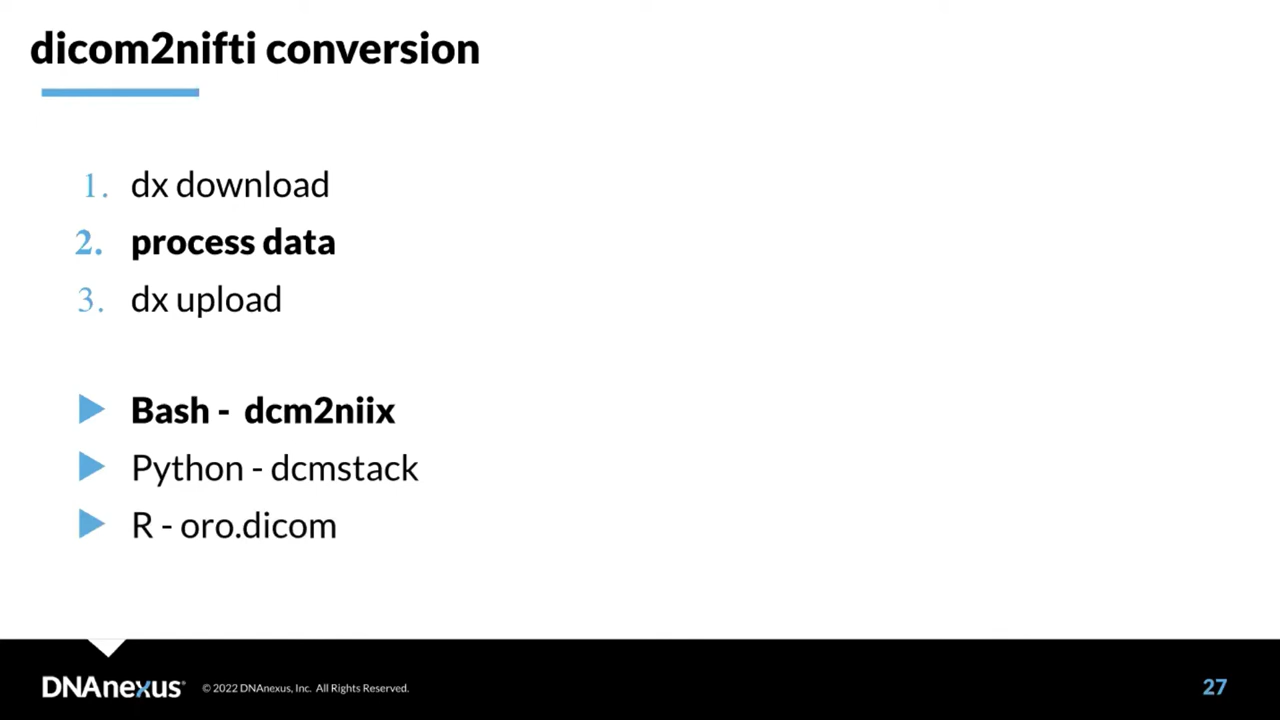 dicom2nifti conversion
1. dx download
2. process data
3. dx upload
Bash - dcm2niix
Python - dcmstack
R - oro.dicom
DNAnexus® © 2022 DNAnexus, Inc. All Rights Reserved. 27